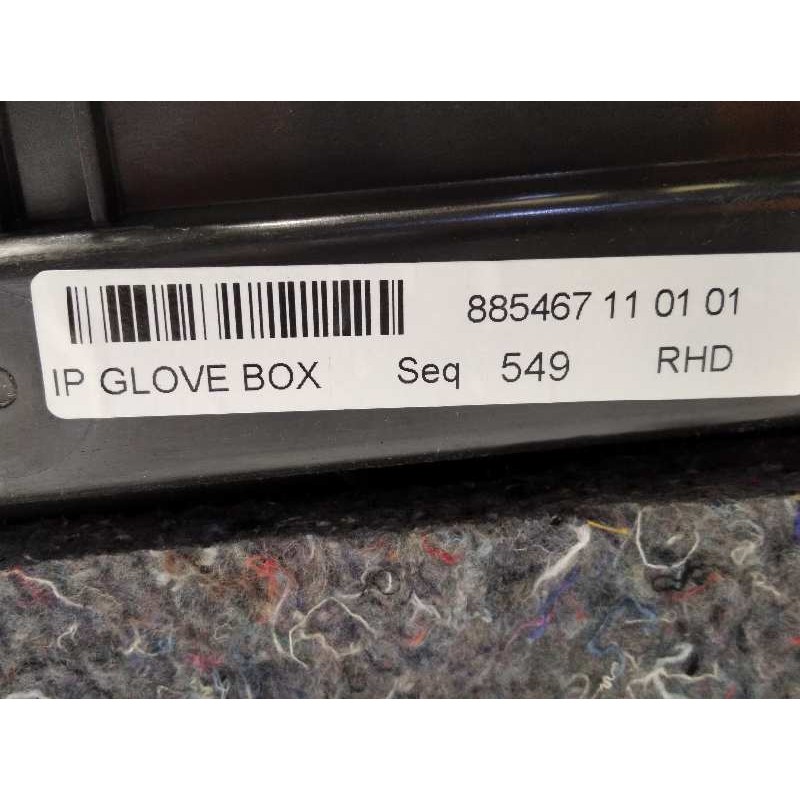 885467 11 01 01
IP GLOVE BOX Seq 549 RHD